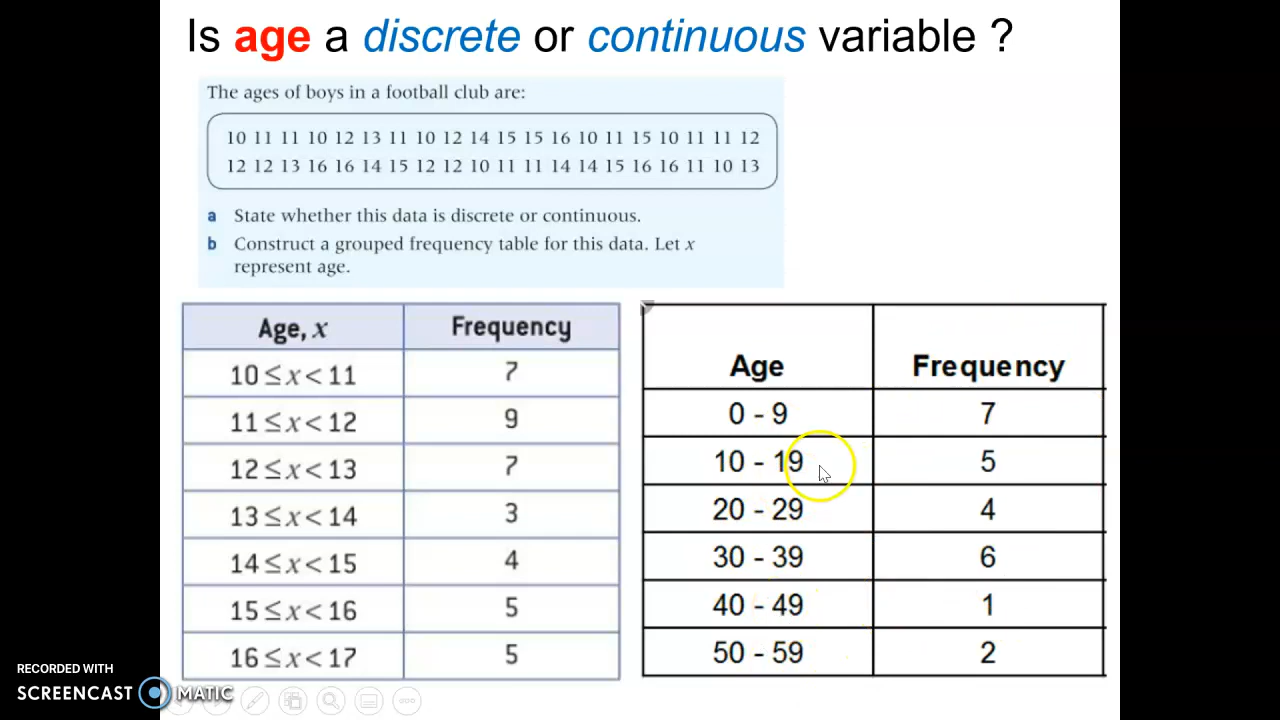 Is age a discrete or continuous variable ?
The ages of boys in a football club are:
10 11 11 10 12 13 11 10 12 14 15 15 16 10 11 15 10 11 11 12
12 12 13 16 16 14 15 12 12 10 11 11 14 14 15 16 16 11 10 13
a State whether this data is discrete or continuous.
b Construct a grouped frequency table for this data. Let x
represent age.
Age, x Frequency
10 ≤ x < 11 7
11 ≤ x < 12 9
12 ≤ x < 13 7
13 ≤ x < 14 3
14 ≤ x < 15 4
15 ≤ x < 16 5
16 ≤ x < 17 5
Age Frequency
0 - 9 7
10 - 19 5
20 - 29 4
30 - 39 6
40 - 49 1
50 - 59 2
RECORDED WITH
SCREENCAST MATIC